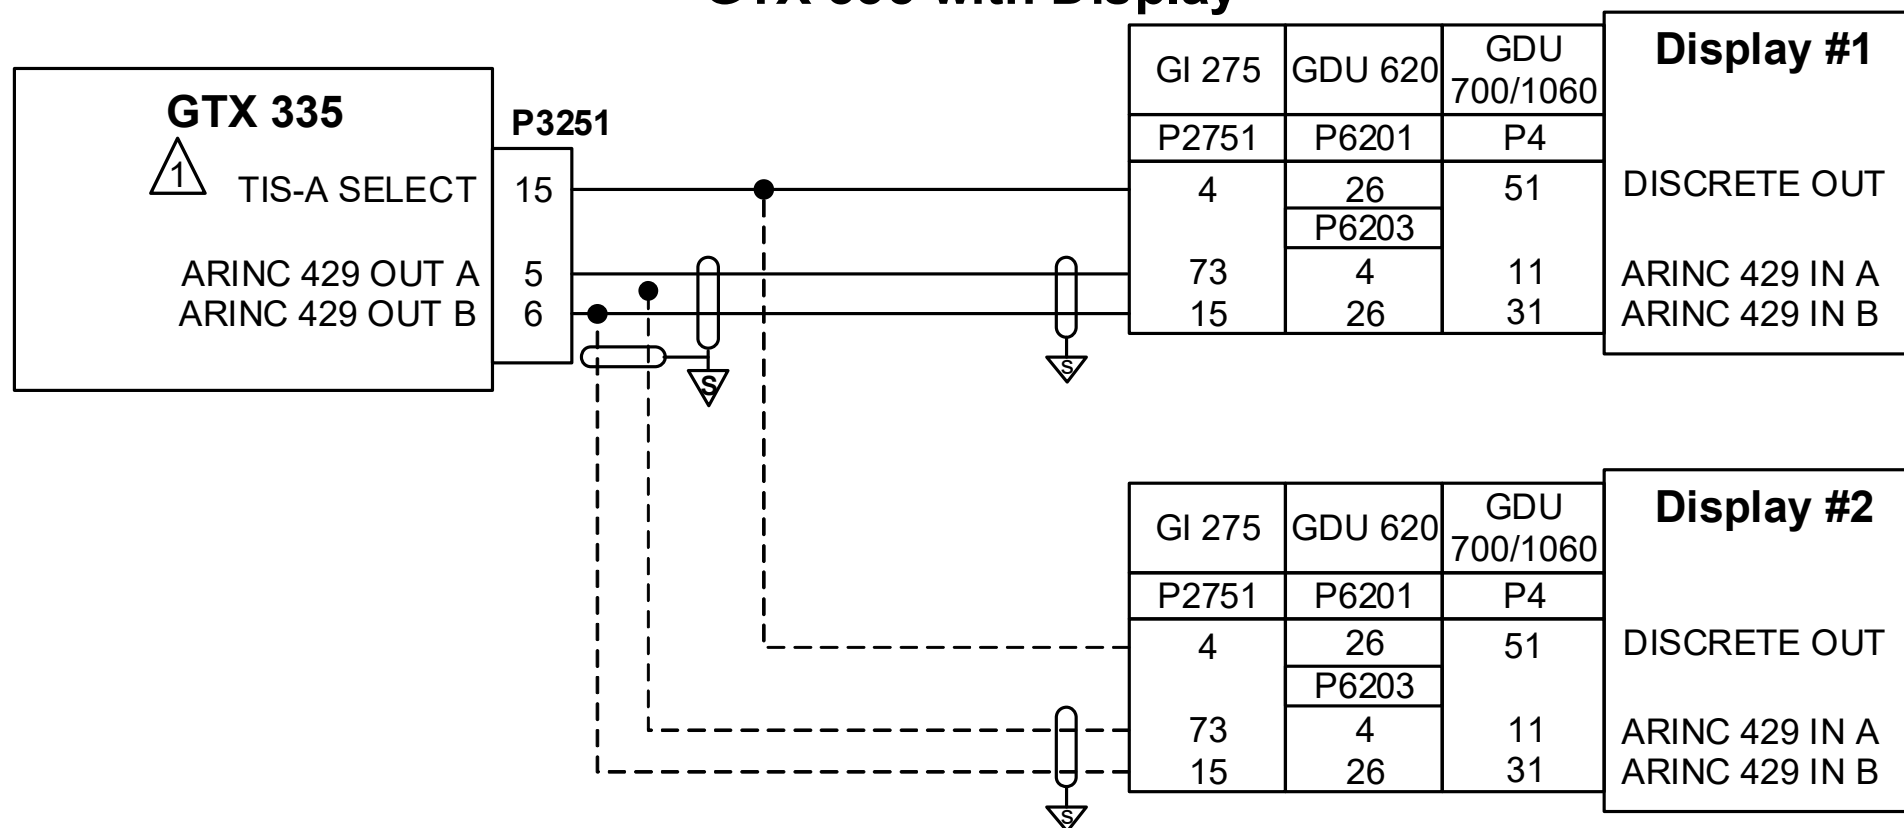 GTX 335
P3251
1
TIS-A SELECT 15
ARINC 429 OUT A 5
ARINC 429 OUT B 6
S
S
GI 275 GDU 620 GDU
700/1060
Display #1
P2751 P6201 P4
4 26 51 DISCRETE OUT
P6203
73 4 11 ARINC 429 IN A
15 26 31 ARINC 429 IN B
GI 275 GDU 620 GDU
700/1060
Display #2
P2751 P6201 P4
4 26 51 DISCRETE OUT
P6203
73 4 11 ARINC 429 IN A
15 26 31 ARINC 429 IN B
S